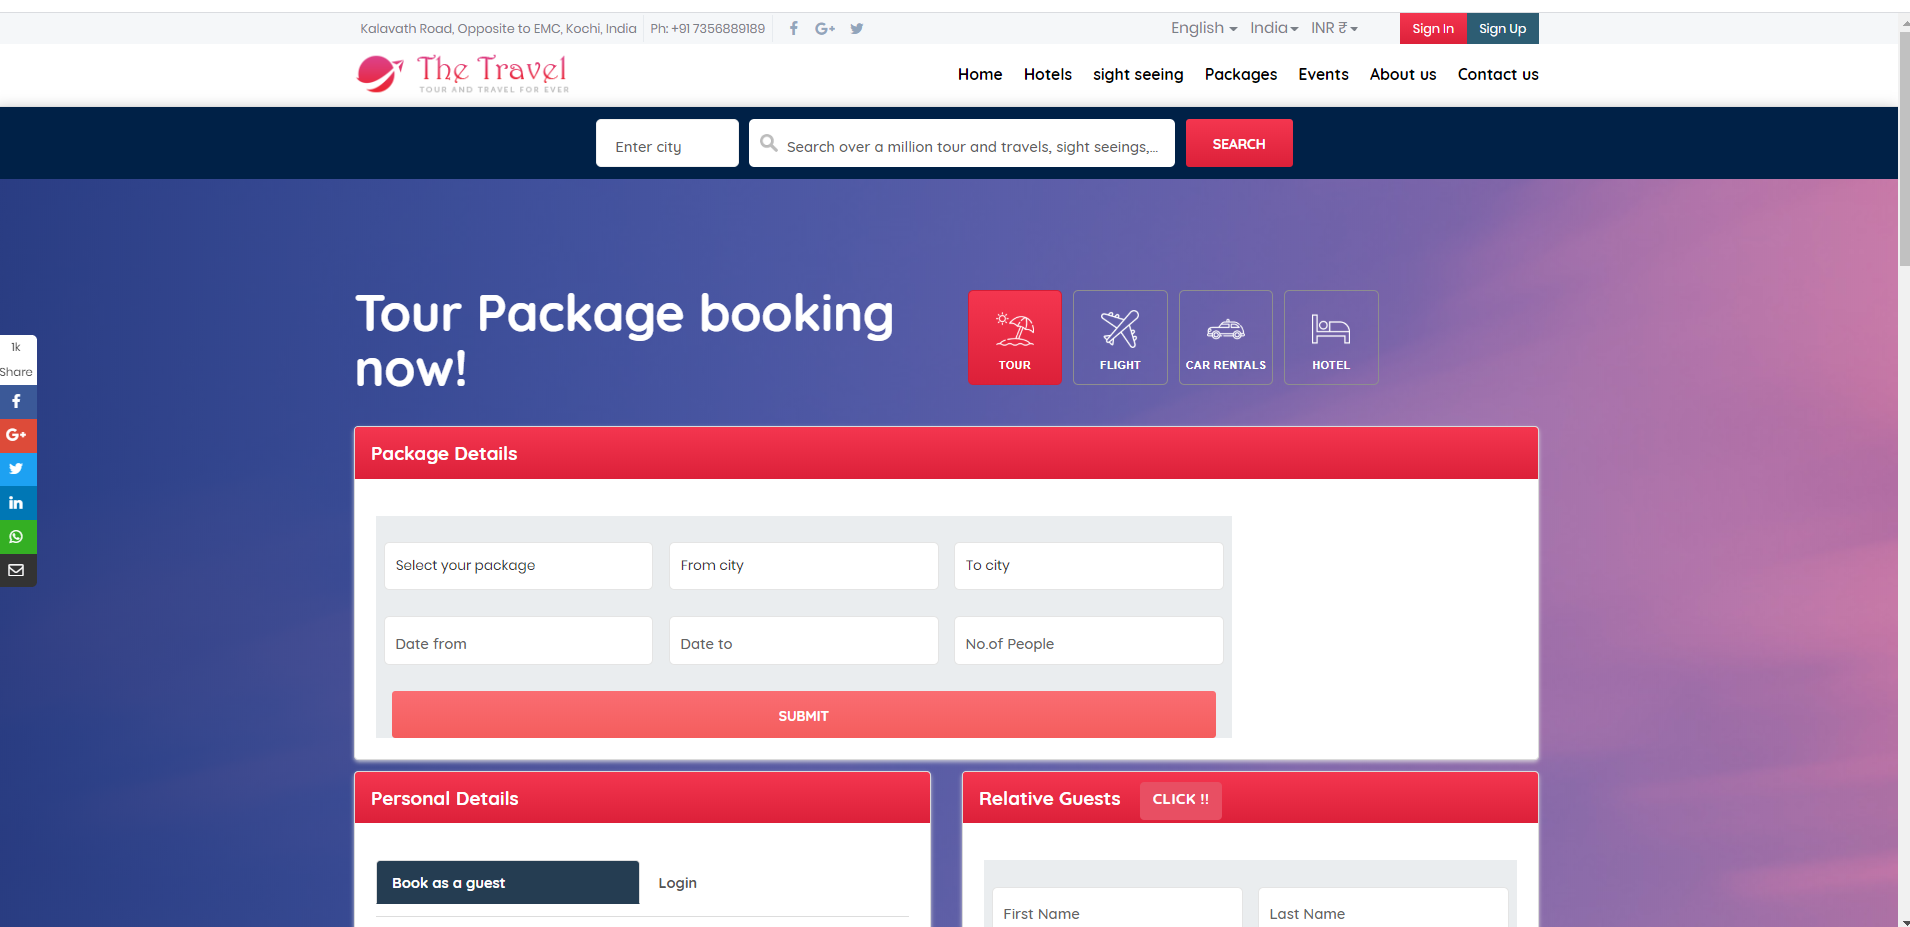 Kalavath Road, Opposite to EMC, Kochi, India Ph: +91 7356889189 English India INR ₹ Sign In Sign Up
The Travel
TOUR AND TRAVEL FOR EVER
Home Hotels sight seeing Packages Events About us Contact us
Enter city Search over a million tour and travels, sight seeings,... SEARCH
Tour Package booking
now!
TOUR FLIGHT CAR RENTALS HOTEL
1k
Share
Package Details
Select your package From city To city
Date from Date to No.of People
SUBMIT
Personal Details
Relative Guests CLICK !!
Book as a guest Login
First Name Last Name